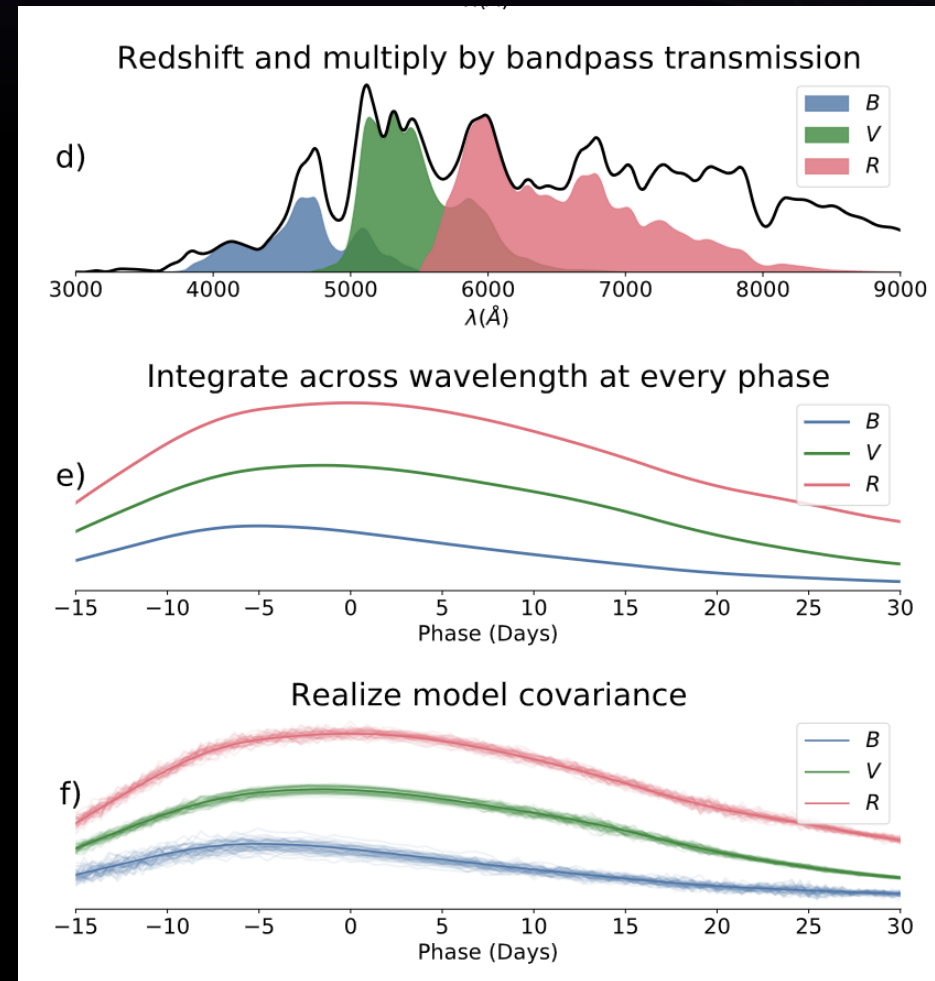 Redshift and multiply by bandpass transmission
d)
B
V
R
3000 4000 5000 6000 7000 8000 9000
λ(Å)
Integrate across wavelength at every phase
e)
B
V
R
−15 −10 −5 0 5 10 15 20 25 30
Phase (Days)
Realize model covariance
f)
B
V
R
−15 −10 −5 0 5 10 15 20 25 30
Phase (Days)